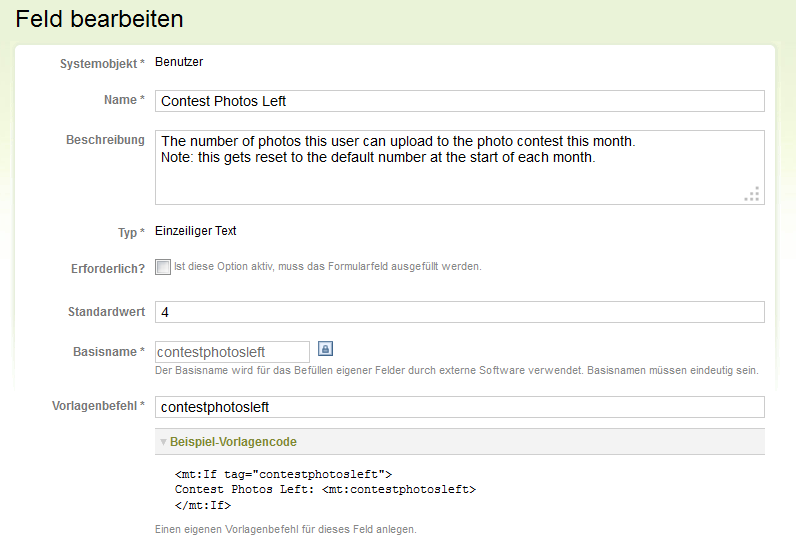 Feld bearbeiten
Systemobjekt * Benutzer
Name * Contest Photos Left
Beschreibung The number of photos this user can upload to the photo contest this month.
Note: this gets reset to the default number at the start of each month.
Typ * Einzeiliger Text
Erforderlich? Ist diese Option aktiv, muss das Formularfeld ausgefüllt werden.
Standardwert 4
Basisname * contestphotosleft
Der Basisname wird für das Befüllen eigener Felder durch externe Software verwendet. Basisnamen müssen eindeutig sein.
Vorlagenbefehl * contestphotosleft
Beispiel-Vorlagencode
<mt:If tag="contestphotosleft">
Contest Photos Left: <mt:contestphotosleft>
</mt:If>
Einen eigenen Vorlagenbefehl für dieses Feld anlegen.